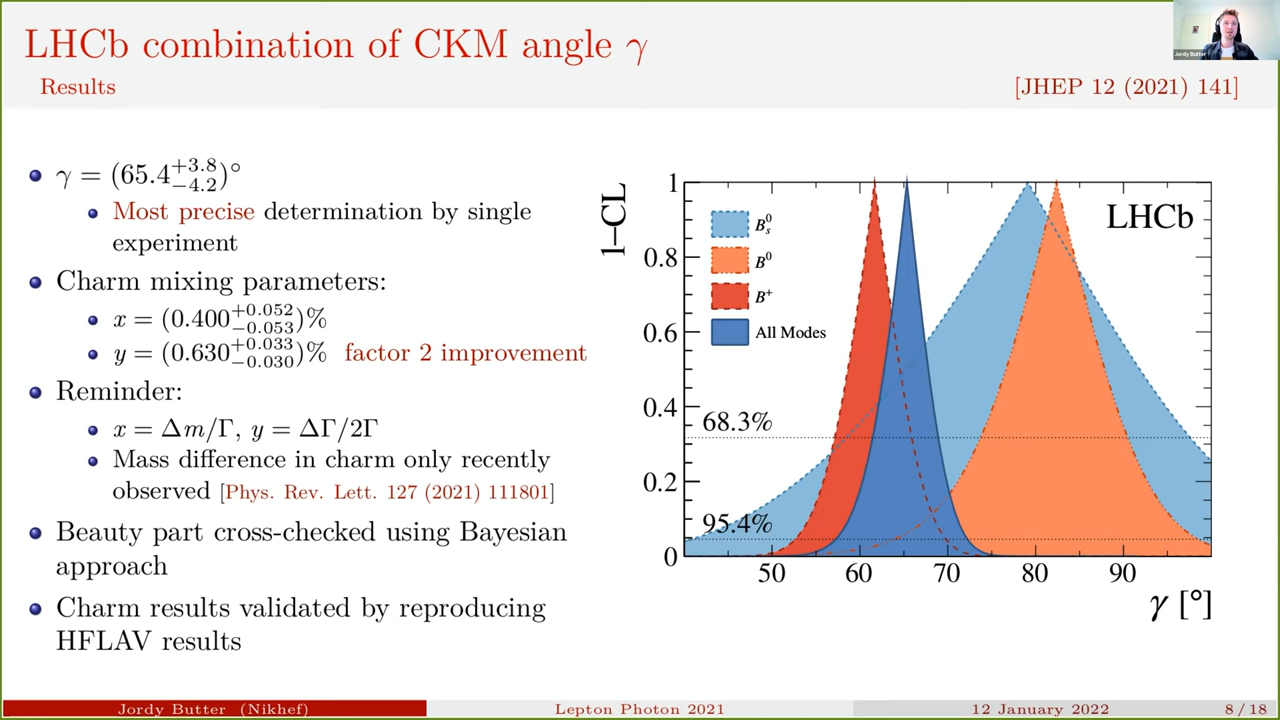 LHCb combination of CKM angle γ
Jordy Butter
Results
[JHEP 12 (2021) 141]
γ = (65.4 +3.8 −4.2)°
Most precise determination by single
experiment
Charm mixing parameters:
x = (0.400 +0.052 −0.053)%
y = (0.630 +0.033 −0.030)% factor 2 improvement
Reminder:
x = Δm/Γ, y = ΔΓ/2Γ
Mass difference in charm only recently
observed [Phys. Rev. Lett. 127 (2021) 111801]
Beauty part cross-checked using Bayesian
approach
Charm results validated by reproducing
HFLAV results
1–CL
1
0.8
0.6
0.4
0.2
0
LHCb
B⁰ₛ
B⁰
B⁺
All Modes
68.3%
95.4%
50 60 70 80 90
γ [°]
Jordy Butter (Nikhef)
Lepton Photon 2021
12 January 2022
8 / 18